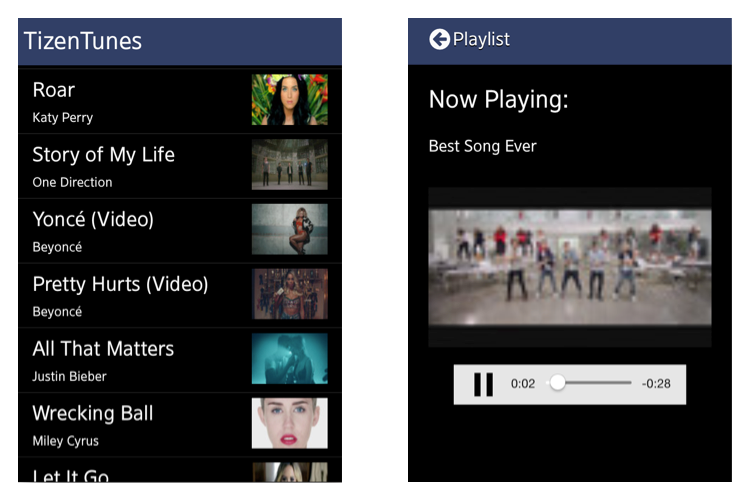 TizenTunes
Roar
Katy Perry
Story of My Life
One Direction
Yoncé (Video)
Beyoncé
Pretty Hurts (Video)
Beyoncé
All That Matters
Justin Bieber
Wrecking Ball
Miley Cyrus
Let It Go
Playlist
Now Playing:
Best Song Ever
0:02
-0:28